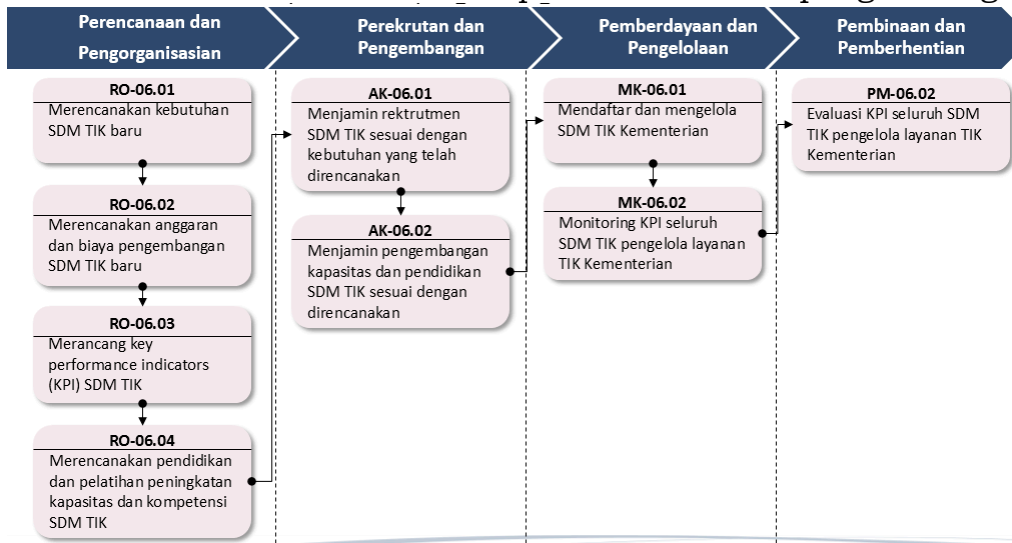 Perencanaan dan
Pengorganisasian
Perekrutan dan
Pengembangan
Pemberdayaan dan
Pengelolaan
Pembinaan dan
Pemberhentian
RO-06.01
Merencanakan kebutuhan
SDM TIK baru
RO-06.02
Merencanakan anggaran
dan biaya pengembangan
SDM TIK baru
RO-06.03
Merancang key
performance indicators
(KPI) SDM TIK
RO-06.04
Merencanakan pendidikan
dan pelatihan peningkatan
kapasitas dan kompetensi
SDM TIK
AK-06.01
Menjamin rektrutmen
SDM TIK sesuai dengan
kebutuhan yang telah
direncanakan
AK-06.02
Menjamin pengembangan
kapasitas dan pendidikan
SDM TIK sesuai dengan
direncanakan
MK-06.01
Mendaftar dan mengelola
SDM TIK Kementerian
MK-06.02
Monitoring KPI seluruh
SDM TIK pengelola layanan
TIK Kementerian
PM-06.02
Evaluasi KPI seluruh SDM
TIK pengelola layanan TIK
Kementerian